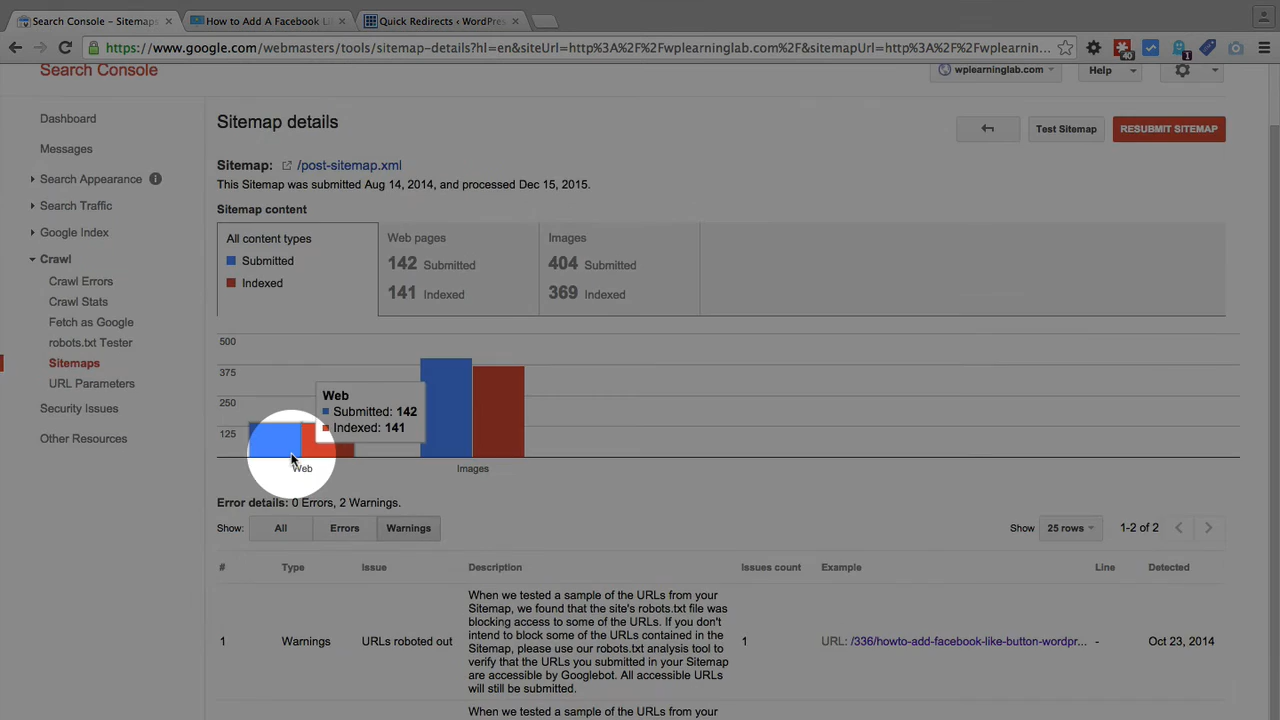 Search Console - Sitemaps
How to Add A Facebook Li
Quick Redirects ‹ WordPre
https://www.google.com/webmasters/tools/sitemap-details?hl=en&siteUrl=http%3A%2F%2Fwplearninglab.com%2F&sitemapUrl=http%3A%2F%2Fwplearnin...
40
1
Search Console
wplearninglab.com
Help
Dashboard
Messages
Search Appearance
Search Traffic
Google Index
Crawl
Crawl Errors
Crawl Stats
Fetch as Google
robots.txt Tester
Sitemaps
URL Parameters
Security Issues
Other Resources
Sitemap details
Test Sitemap
RESUBMIT SITEMAP
Sitemap: /post-sitemap.xml
This Sitemap was submitted Aug 14, 2014, and processed Dec 15, 2015.
Sitemap content
All content types
Submitted
Indexed
Web pages
142 Submitted
141 Indexed
Images
404 Submitted
369 Indexed
500
375
250
125
Web
Submitted: 142
Indexed: 141
Web
Images
Error details: 0 Errors, 2 Warnings.
Show: All Errors Warnings
Show 25 rows 1-2 of 2
# Type Issue Description Issues count Example Line Detected
1 Warnings URLs roboted out
When we tested a sample of the URLs from your
Sitemap, we found that the site's robots.txt file was
blocking access to some of the URLs. If you don't
intend to block some of the URLs contained in the
Sitemap, please use our robots.txt analysis tool to
verify that the URLs you submitted in your Sitemap
are accessible by Googlebot. All accessible URLs
will still be submitted.
1 URL: /336/howto-add-facebook-like-button-wordpr... - Oct 23, 2014
When we tested a sample of the URLs from your